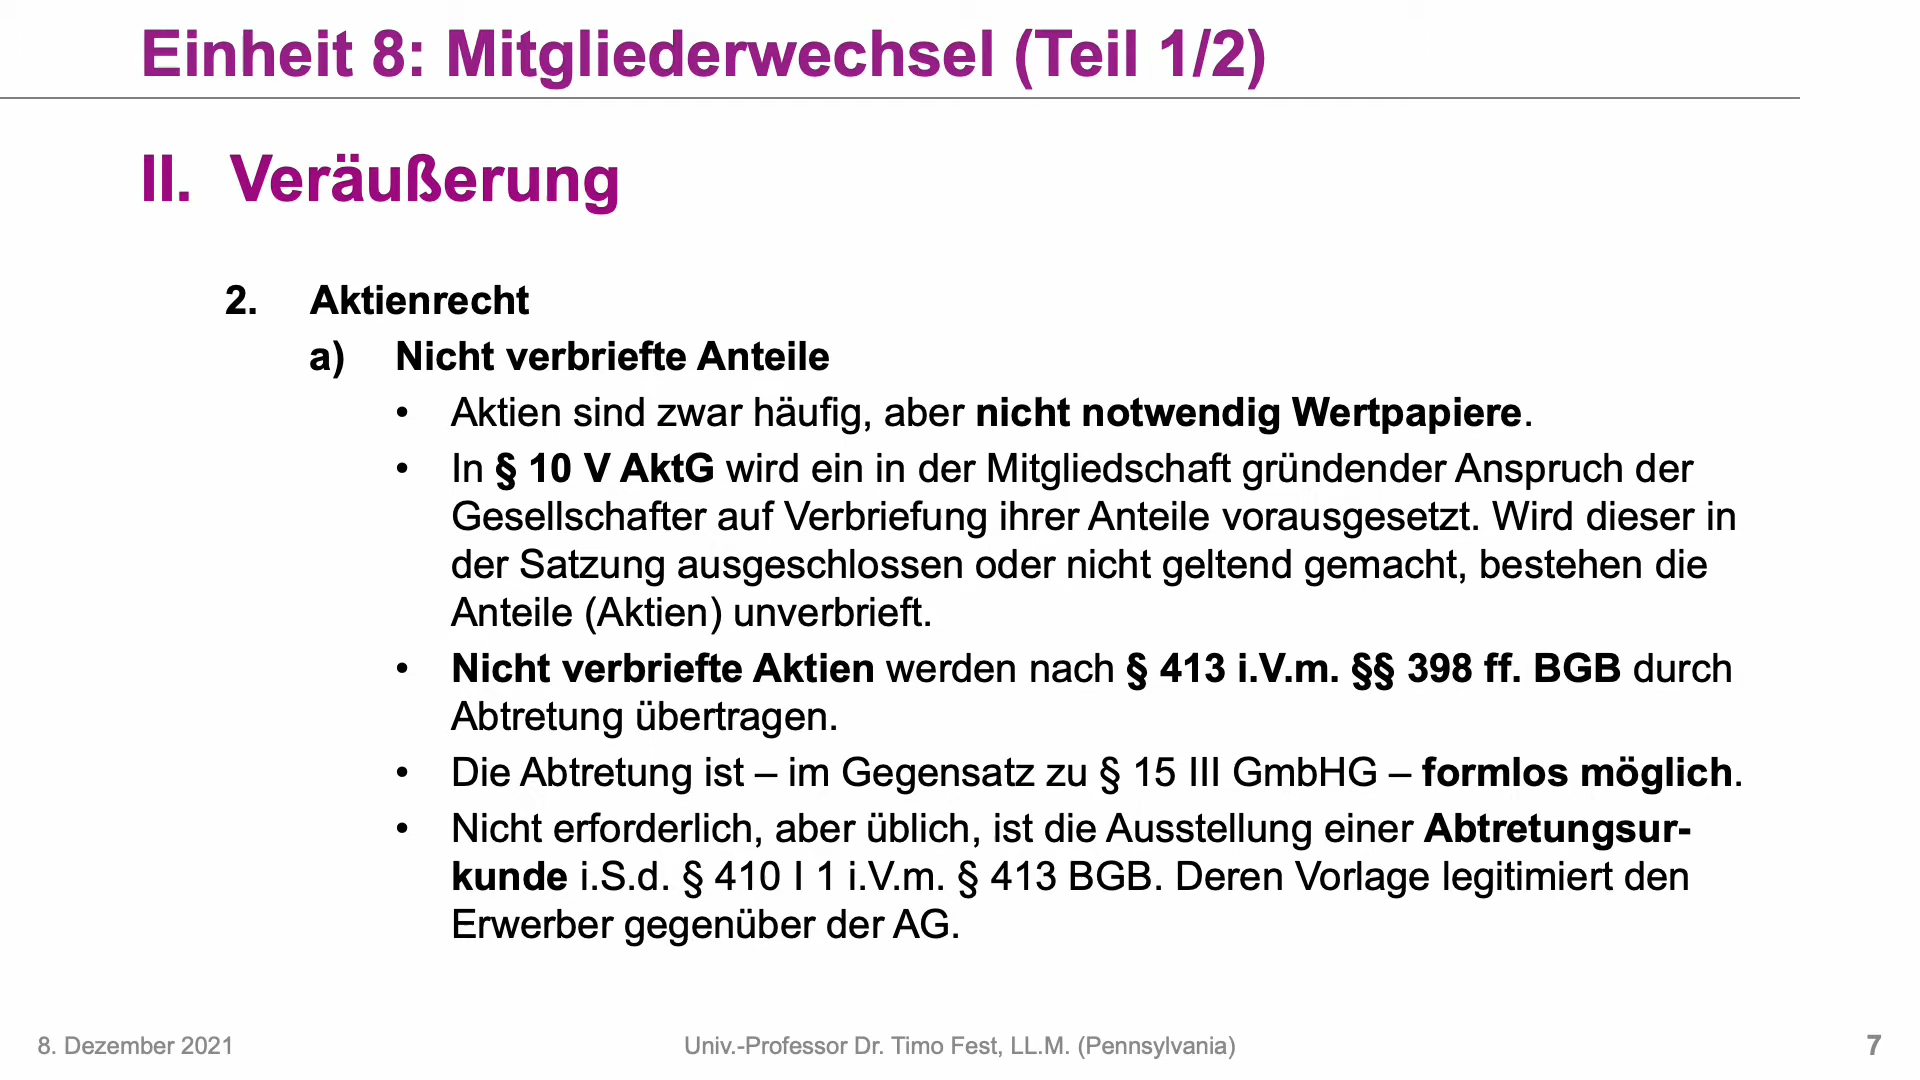 Einheit 8: Mitgliederwechsel (Teil 1/2)
II. Veräußerung
2. Aktienrecht
a) Nicht verbriefte Anteile
• Aktien sind zwar häufig, aber nicht notwendig Wertpapiere.
• In § 10 V AktG wird ein in der Mitgliedschaft gründender Anspruch der
Gesellschafter auf Verbriefung ihrer Anteile vorausgesetzt. Wird dieser in
der Satzung ausgeschlossen oder nicht geltend gemacht, bestehen die
Anteile (Aktien) unverbrieft.
• Nicht verbriefte Aktien werden nach § 413 i.V.m. §§ 398 ff. BGB durch
Abtretung übertragen.
• Die Abtretung ist – im Gegensatz zu § 15 III GmbHG – formlos möglich.
• Nicht erforderlich, aber üblich, ist die Ausstellung einer Abtretungsur-
kunde i.S.d. § 410 I 1 i.V.m. § 413 BGB. Deren Vorlage legitimiert den
Erwerber gegenüber der AG.
8. Dezember 2021
Univ.-Professor Dr. Timo Fest, LL.M. (Pennsylvania)
7